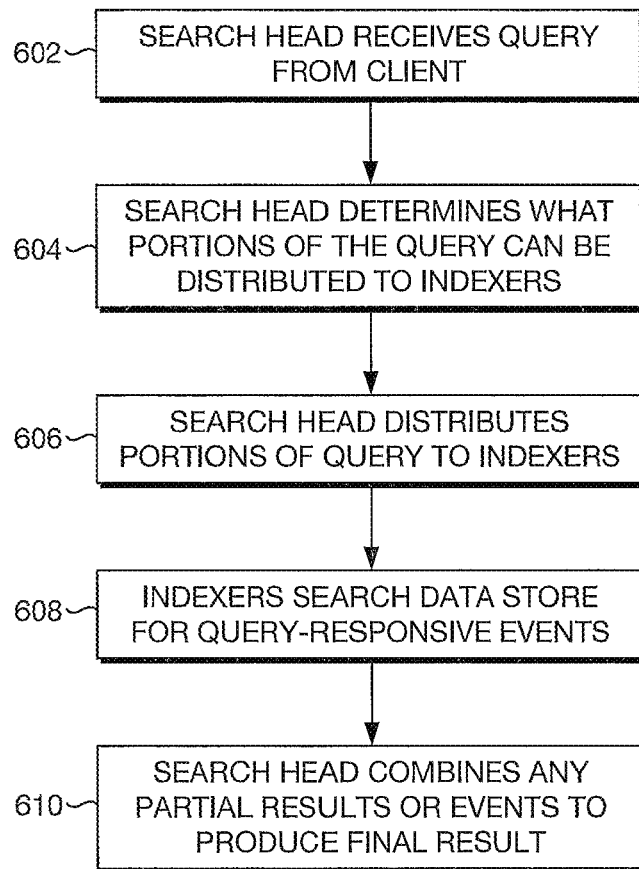 602
SEARCH HEAD RECEIVES QUERY
FROM CLIENT
604
SEARCH HEAD DETERMINES WHAT
PORTIONS OF THE QUERY CAN BE
DISTRIBUTED TO INDEXERS
606
SEARCH HEAD DISTRIBUTES
PORTIONS OF QUERY TO INDEXERS
608
INDEXERS SEARCH DATA STORE
FOR QUERY-RESPONSIVE EVENTS
610
SEARCH HEAD COMBINES ANY
PARTIAL RESULTS OR EVENTS TO
PRODUCE FINAL RESULT